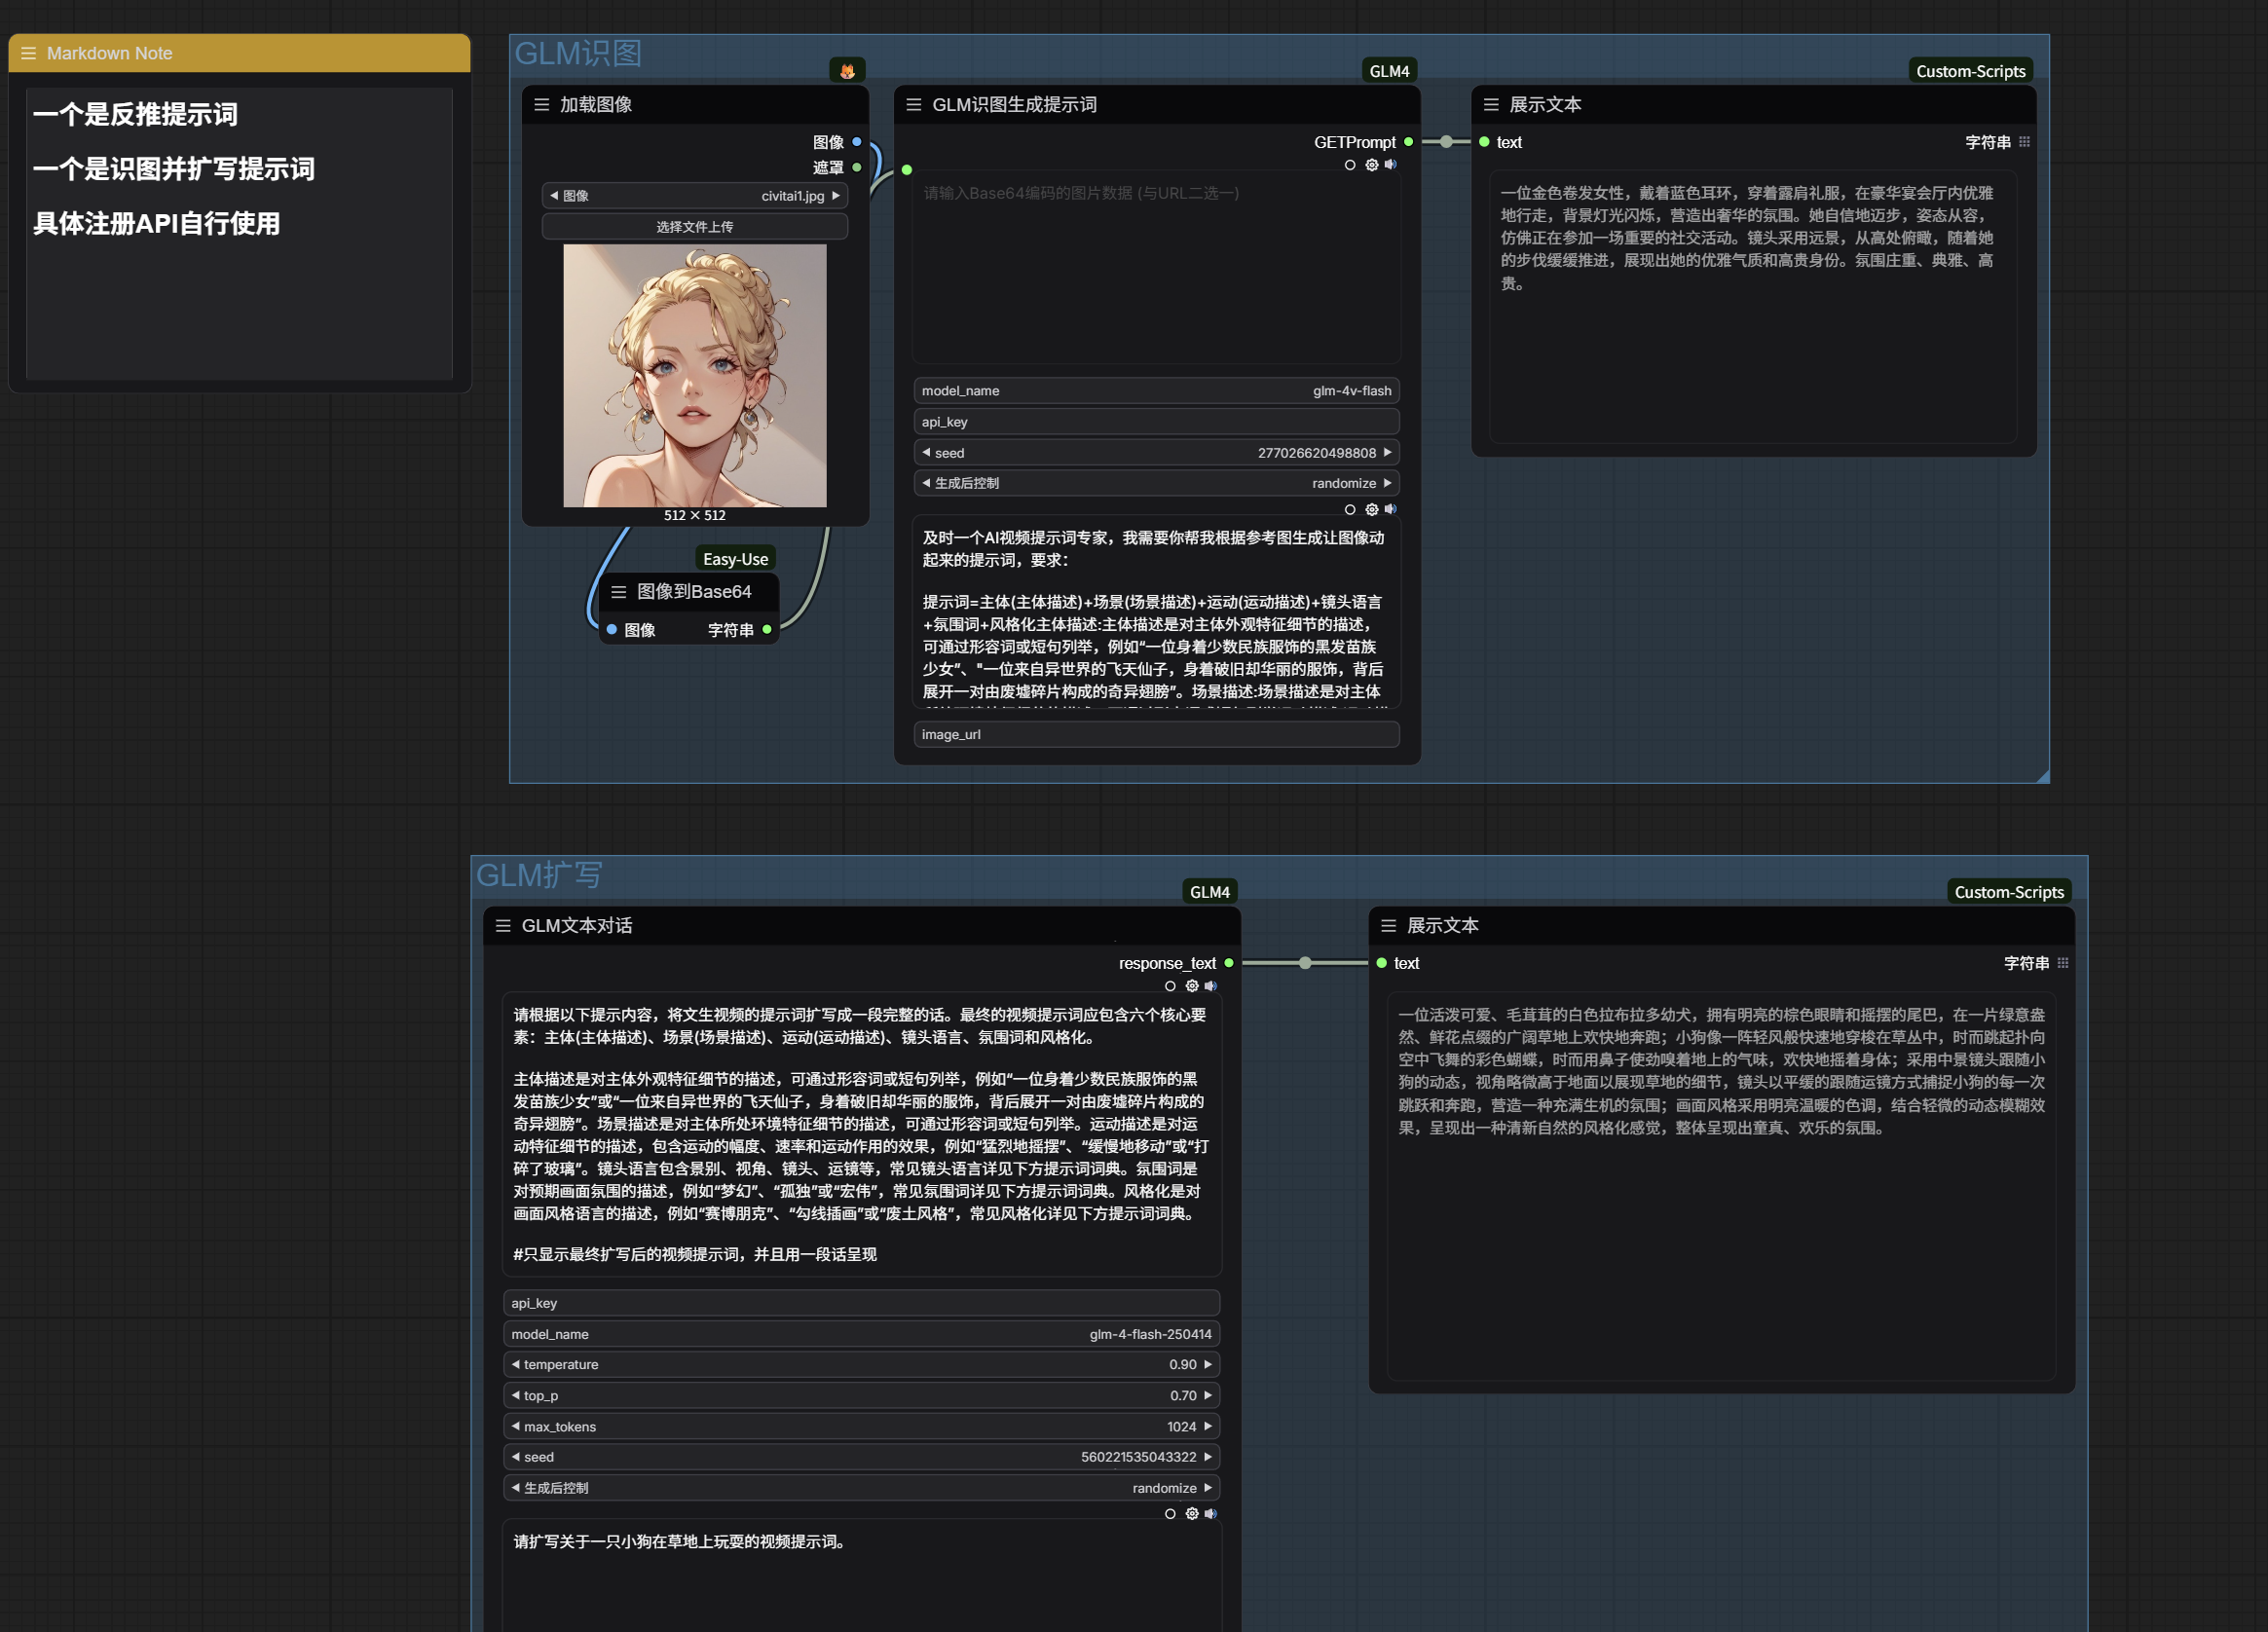 Markdown Note
一个是反推提示词
一个是识图并扩写提示词
具体注册API自行使用
GLM识图
加载图像
图像
遮罩
图像 civitai1.jpg
选择文件上传
512 × 512
Easy-Use
图像到Base64
图像 字符串
GLM4
GLM识图生成提示词
GETPrompt
请输入Base64编码的图片数据 (与URL二选一)
model_name glm-4v-flash
api_key
seed 277026620498808
生成后控制 randomize
及时一个AI视频提示词专家，我需要你帮我根据参考图生成让图像动
起来的提示词，要求：
提示词=主体(主体描述)+场景(场景描述)+运动(运动描述)+镜头语言
+氛围词+风格化主体描述:主体描述是对主体外观特征细节的描述，
可通过形容词或短句列举，例如“一位身着少数民族服饰的黑发苗族
少女”、"一位来自异世界的飞天仙子，身着破旧却华丽的服饰，背后
展开一对由废墟碎片构成的奇异翅膀”。场景描述:场景描述是对主体
image_url
Custom-Scripts
展示文本
text 字符串
一位金色卷发女性，戴着蓝色耳环，穿着露肩礼服，在豪华宴会厅内优雅
地行走，背景灯光闪烁，营造出奢华的氛围。她自信地迈步，姿态从容，
仿佛正在参加一场重要的社交活动。镜头采用远景，从高处俯瞰，随着她
的步伐缓缓推进，展现出她的优雅气质和高贵身份。氛围庄重、典雅、高
贵。
GLM扩写
GLM4
GLM文本对话
response_text
请根据以下提示内容，将文生视频的提示词扩写成一段完整的话。最终的视频提示词应包含六个核心要
素：主体(主体描述)、场景(场景描述)、运动(运动描述)、镜头语言、氛围词和风格化。
主体描述是对主体外观特征细节的描述，可通过形容词或短句列举，例如“一位身着少数民族服饰的黑
发苗族少女”或“一位来自异世界的飞天仙子，身着破旧却华丽的服饰，背后展开一对由废墟碎片构成的
奇异翅膀”。场景描述是对主体所处环境特征细节的描述，可通过形容词或短句列举。运动描述是对运
动特征细节的描述，包含运动的幅度、速率和运动作用的效果，例如“猛烈地摇摆”、“缓慢地移动”或“打
碎了玻璃”。镜头语言包含景别、视角、镜头、运镜等，常见镜头语言详见下方提示词词典。氛围词是
对预期画面氛围的描述，例如“梦幻”、“孤独”或“宏伟”，常见氛围词详见下方提示词词典。风格化是对
画面风格语言的描述，例如“赛博朋克”、“勾线插画”或“废土风格”，常见风格化详见下方提示词词典。
#只显示最终扩写后的视频提示词，并且用一段话呈现
api_key
model_name glm-4-flash-250414
temperature 0.90
top_p 0.70
max_tokens 1024
seed 560221535043322
生成后控制 randomize
请扩写关于一只小狗在草地上玩耍的视频提示词。
Custom-Scripts
展示文本
text 字符串
一位活泼可爱、毛茸茸的白色拉布拉多幼犬，拥有明亮的棕色眼睛和摇摆的尾巴，在一片绿意盎
然、鲜花点缀的广阔草地上欢快地奔跑；小狗像一阵轻风般快速地穿梭在草丛中，时而跳起扑向
空中飞舞的彩色蝴蝶，时而用鼻子使劲嗅着地上的气味，欢快地摇着身体；采用中景镜头跟随小
狗的动态，视角略微高于地面以展现草地的细节，镜头以平缓的跟随运镜方式捕捉小狗的每一次
跳跃和奔跑，营造一种充满生机的氛围；画面风格采用明亮温暖的色调，结合轻微的动态模糊效
果，呈现出一种清新自然的风格化感觉，整体呈现出童真、欢乐的氛围。